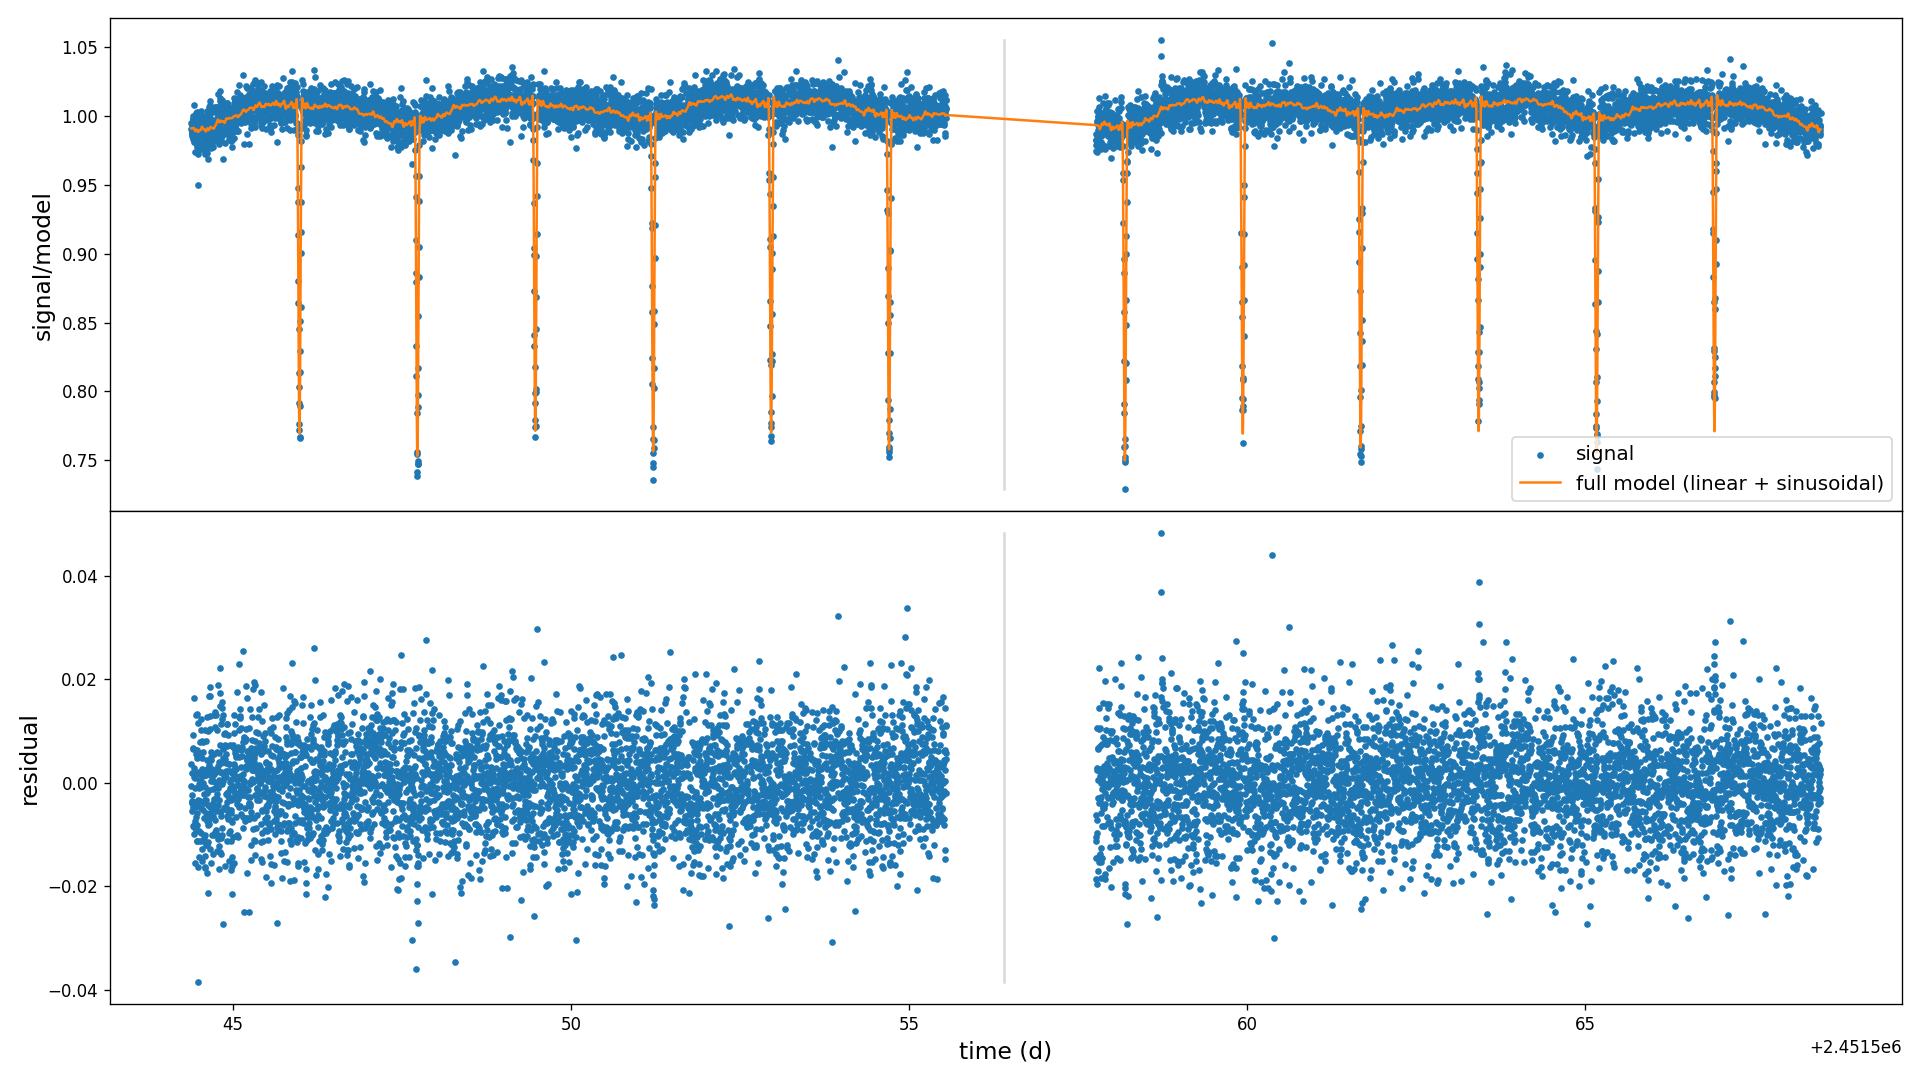 1.05
1.00
0.95
0.90
0.85
0.80
0.75
signal/model
signal
full model (linear + sinusoidal)
0.04
0.02
0.00
−0.02
−0.04
residual
45
50
55
60
65
time (d)
+2.4515e6